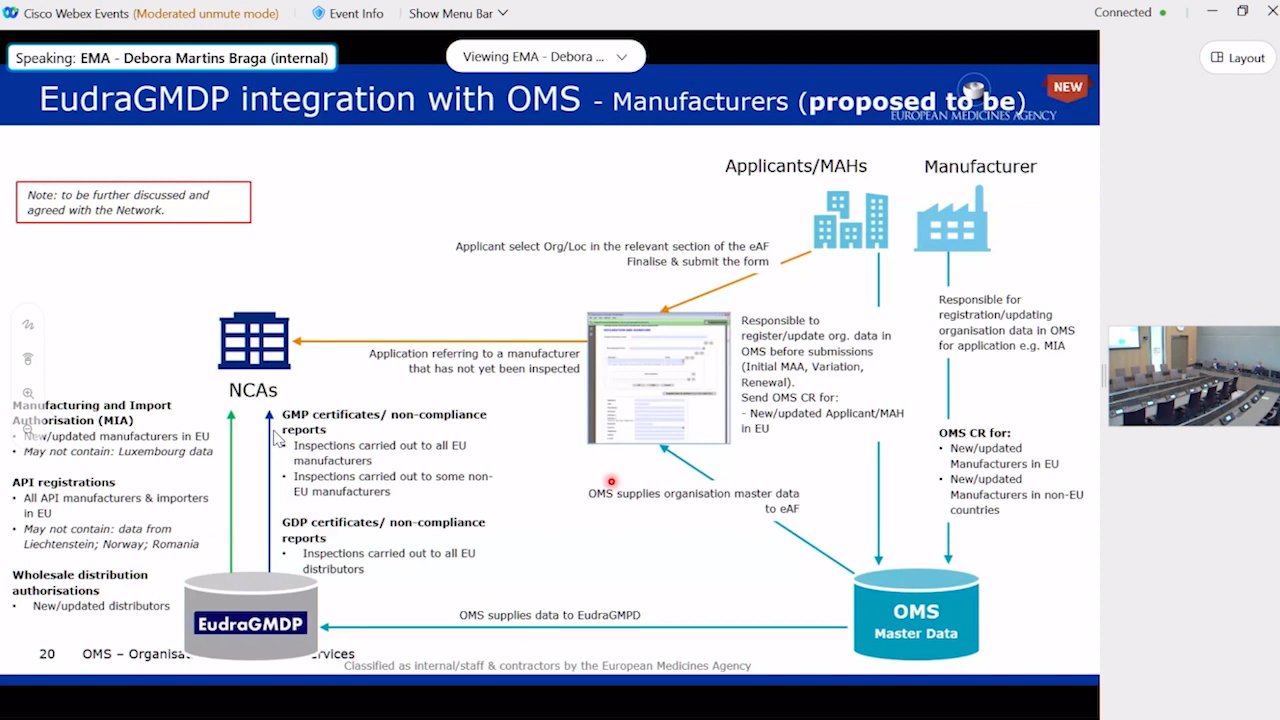 Cisco Webex Events (Moderated unmute mode)
Event Info
Show Menu Bar
Connected
Speaking: EMA - Debora Martins Braga (internal)
Viewing EMA - Debora ...
Layout
EudraGMDP integration with OMS - Manufacturers (proposed to be)
NEW
EUROPEAN MEDICINES AGENCY
Note: to be further discussed and
agreed with the Network.
Applicants/MAHs
Manufacturer
Applicant select Org/Loc in the relevant section of the eAF
Finalise & submit the form
Responsible for
registration/updating
organisation data in OMS
for application e.g. MIA
Responsible to
register/update org. data in
OMS before submissions
(Initial MAA, Variation,
Renewal).
Send OMS CR for:
- New/updated Applicant/MAH
in EU
Application referring to a manufacturer
that has not yet been inspected
NCAs
Manufacturing and Import
Authorisation (MIA)
• New/updated manufacturers in EU
• May not contain: Luxembourg data
API registrations
• All API manufacturers & importers
in EU
• May not contain: data from
Liechtenstein; Norway; Romania
Wholesale distribution
authorisations
• New/updated distributors
GMP certificates/ non-compliance
reports
• Inspections carried out to all EU
manufacturers
• Inspections carried out to some non-
EU manufacturers
GDP certificates/ non-compliance
reports
• Inspections carried out to all EU
distributors
OMS CR for:
• New/updated
Manufacturers in EU
• New/updated
Manufacturers in non-EU
countries
OMS supplies organisation master data
to eAF
EudraGMDP
OMS supplies data to EudraGMPD
OMS
Master Data
20 OMS – Organisa
rvices
Classified as internal/staff & contractors by the European Medicines Agency